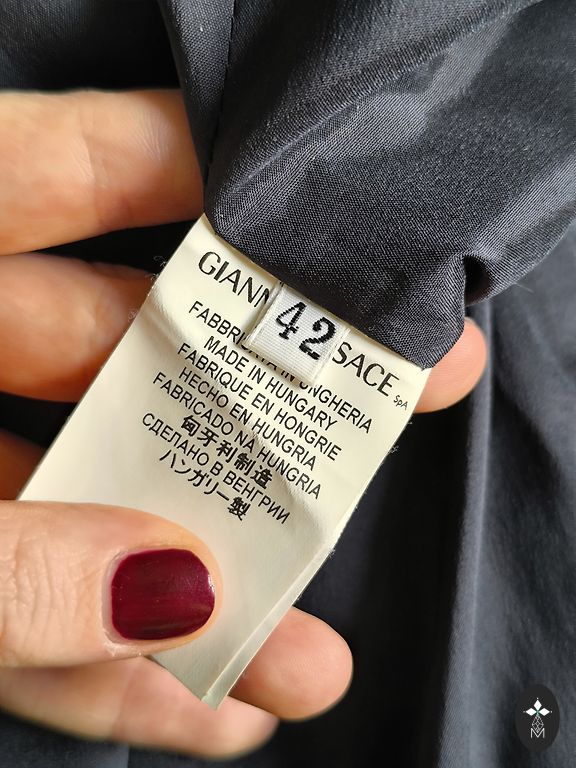 GIANN
42
SACE SpA
FABBRICATA IN UNGHERIA
MADE IN HUNGARY
FABRIQUE EN HONGRIE
HECHO EN HUNGRIA
FABRICADO NA HUNGRIA
匈牙利制造
СДЕЛАНО В ВЕНГРИИ
ハンガリー製
M